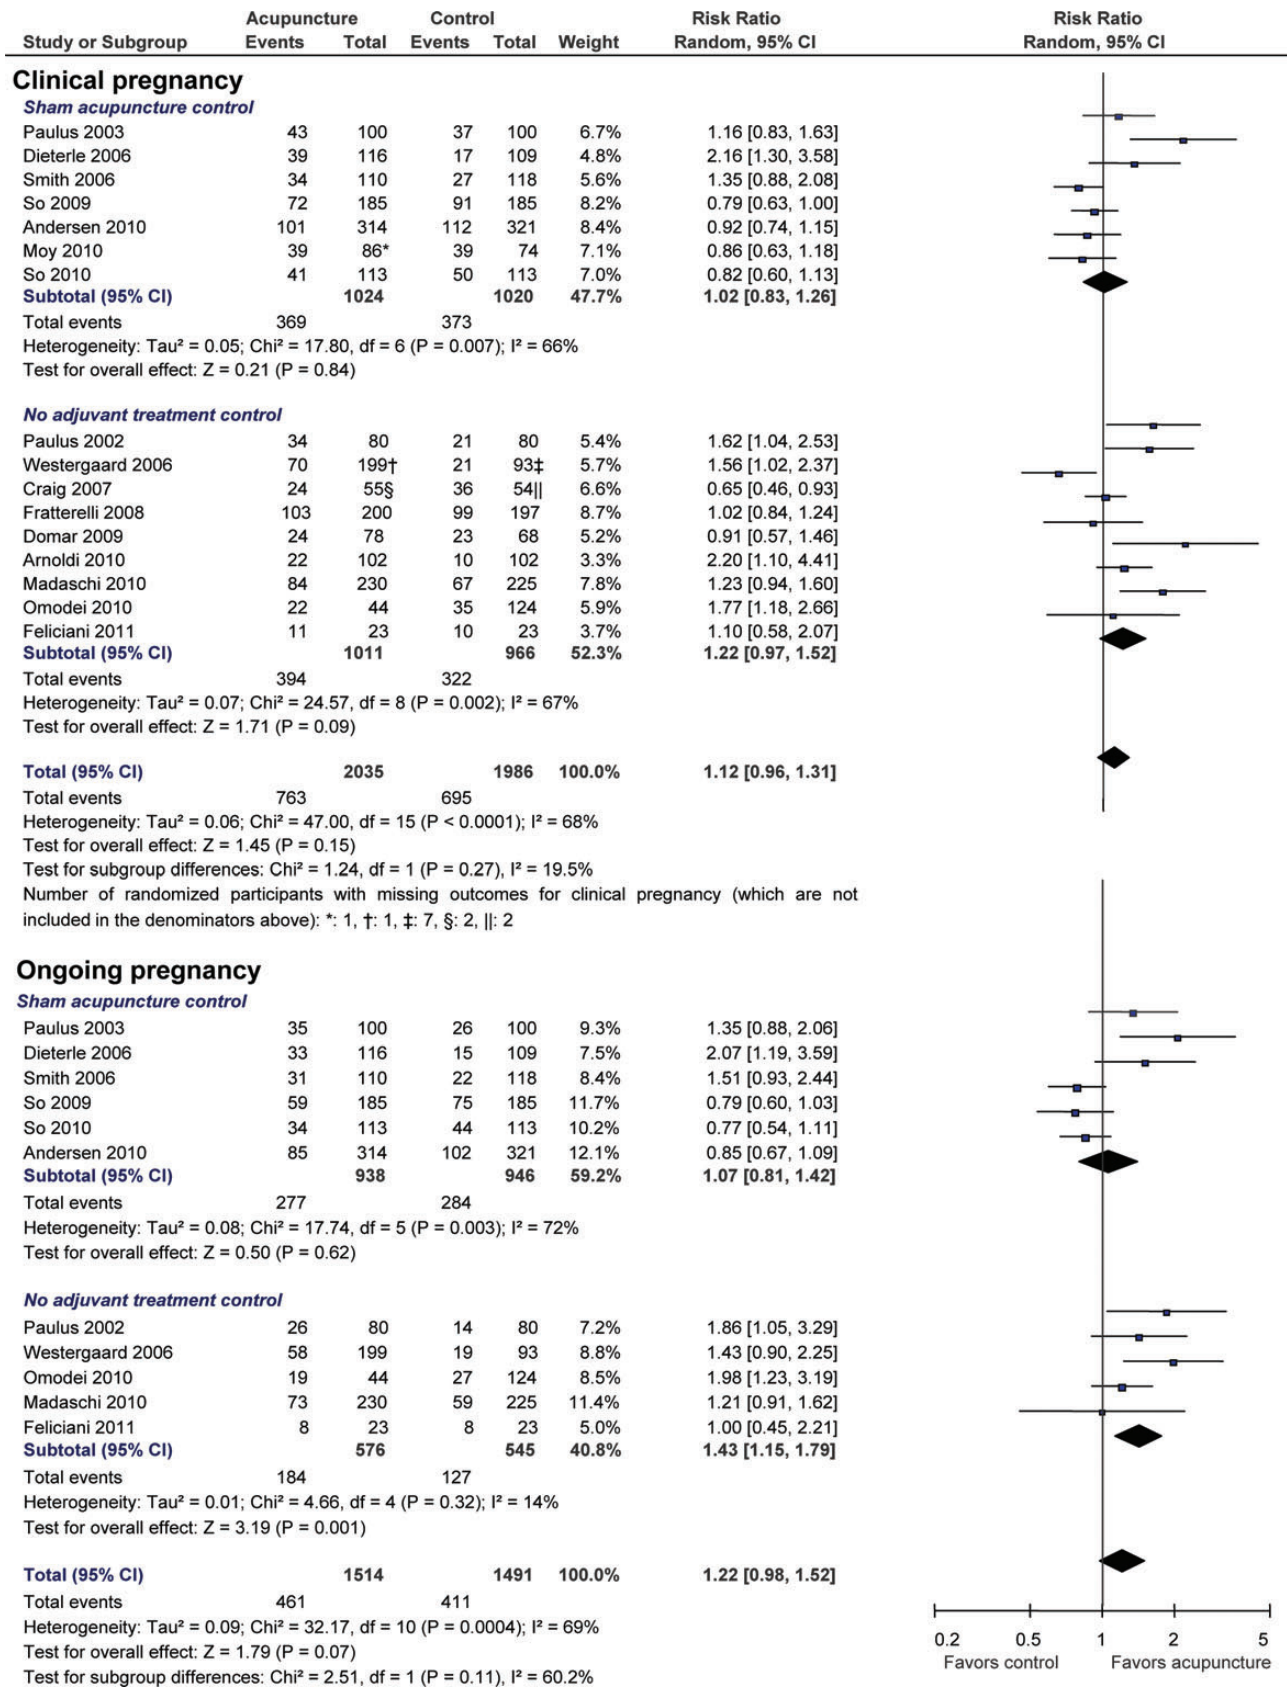 Acupuncture Control Risk Ratio Risk Ratio
Study or Subgroup Events Total Events Total Weight Random, 95% CI Random, 95% CI
Clinical pregnancy
Sham acupuncture control
Paulus 2003 43 100 37 100 6.7% 1.16 [0.83, 1.63]
Dieterle 2006 39 116 17 109 4.8% 2.16 [1.30, 3.58]
Smith 2006 34 110 27 118 5.6% 1.35 [0.88, 2.08]
So 2009 72 185 91 185 8.2% 0.79 [0.63, 1.00]
Andersen 2010 101 314 112 321 8.4% 0.92 [0.74, 1.15]
Moy 2010 39 86* 39 74 7.1% 0.86 [0.63, 1.18]
So 2010 41 113 50 113 7.0% 0.82 [0.60, 1.13]
Subtotal (95% CI) 1024 1020 47.7% 1.02 [0.83, 1.26]
Total events 369 373
Heterogeneity: Tau² = 0.05; Chi² = 17.80, df = 6 (P = 0.007); I² = 66%
Test for overall effect: Z = 0.21 (P = 0.84)
No adjuvant treatment control
Paulus 2002 34 80 21 80 5.4% 1.62 [1.04, 2.53]
Westergaard 2006 70 199† 21 93‡ 5.7% 1.56 [1.02, 2.37]
Craig 2007 24 55§ 36 54|| 6.6% 0.65 [0.46, 0.93]
Fratterelli 2008 103 200 99 197 8.7% 1.02 [0.84, 1.24]
Domar 2009 24 78 23 68 5.2% 0.91 [0.57, 1.46]
Arnoldi 2010 22 102 10 102 3.3% 2.20 [1.10, 4.41]
Madaschi 2010 84 230 67 225 7.8% 1.23 [0.94, 1.60]
Omodei 2010 22 44 35 124 5.9% 1.77 [1.18, 2.66]
Feliciani 2011 11 23 10 23 3.7% 1.10 [0.58, 2.07]
Subtotal (95% CI) 1011 966 52.3% 1.22 [0.97, 1.52]
Total events 394 322
Heterogeneity: Tau² = 0.07; Chi² = 24.57, df = 8 (P = 0.002); I² = 67%
Test for overall effect: Z = 1.71 (P = 0.09)
Total (95% CI) 2035 1986 100.0% 1.12 [0.96, 1.31]
Total events 763 695
Heterogeneity: Tau² = 0.06; Chi² = 47.00, df = 15 (P < 0.0001); I² = 68%
Test for overall effect: Z = 1.45 (P = 0.15)
Test for subgroup differences: Chi² = 1.24, df = 1 (P = 0.27), I² = 19.5%
Number of randomized participants with missing outcomes for clinical pregnancy (which are not
included in the denominators above): *: 1, †: 1, ‡: 7, §: 2, ||: 2
Ongoing pregnancy
Sham acupuncture control
Paulus 2003 35 100 26 100 9.3% 1.35 [0.88, 2.06]
Dieterle 2006 33 116 15 109 7.5% 2.07 [1.19, 3.59]
Smith 2006 31 110 22 118 8.4% 1.51 [0.93, 2.44]
So 2009 59 185 75 185 11.7% 0.79 [0.60, 1.03]
So 2010 34 113 44 113 10.2% 0.77 [0.54, 1.11]
Andersen 2010 85 314 102 321 12.1% 0.85 [0.67, 1.09]
Subtotal (95% CI) 938 946 59.2% 1.07 [0.81, 1.42]
Total events 277 284
Heterogeneity: Tau² = 0.08; Chi² = 17.74, df = 5 (P = 0.003); I² = 72%
Test for overall effect: Z = 0.50 (P = 0.62)
No adjuvant treatment control
Paulus 2002 26 80 14 80 7.2% 1.86 [1.05, 3.29]
Westergaard 2006 58 199 19 93 8.8% 1.43 [0.90, 2.25]
Omodei 2010 19 44 27 124 8.5% 1.98 [1.23, 3.19]
Madaschi 2010 73 230 59 225 11.4% 1.21 [0.91, 1.62]
Feliciani 2011 8 23 8 23 5.0% 1.00 [0.45, 2.21]
Subtotal (95% CI) 576 545 40.8% 1.43 [1.15, 1.79]
Total events 184 127
Heterogeneity: Tau² = 0.01; Chi² = 4.66, df = 4 (P = 0.32); I² = 14%
Test for overall effect: Z = 3.19 (P = 0.001)
Total (95% CI) 1514 1491 100.0% 1.22 [0.98, 1.52]
Total events 461 411
Heterogeneity: Tau² = 0.09; Chi² = 32.17, df = 10 (P = 0.0004); I² = 69%
Test for overall effect: Z = 1.79 (P = 0.07)
Test for subgroup differences: Chi² = 2.51, df = 1 (P = 0.11), I² = 60.2%
0.2 0.5 1 2 5
Favors control Favors acupuncture